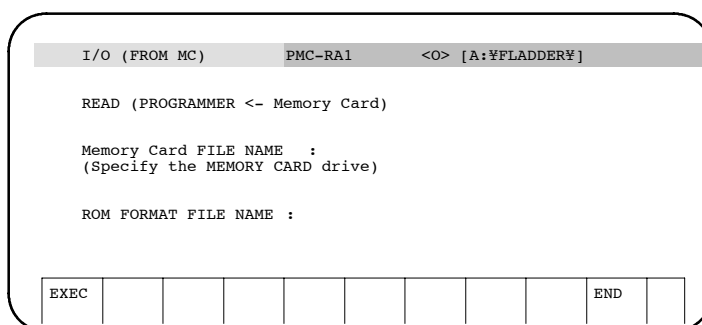 I/O (FROM MC) PMC-RA1 <O> [A:¥FLADDER¥]
READ (PROGRAMMER <- Memory Card)
Memory Card FILE NAME :
(Specify the MEMORY CARD drive)
ROM FORMAT FILE NAME :
EXEC END